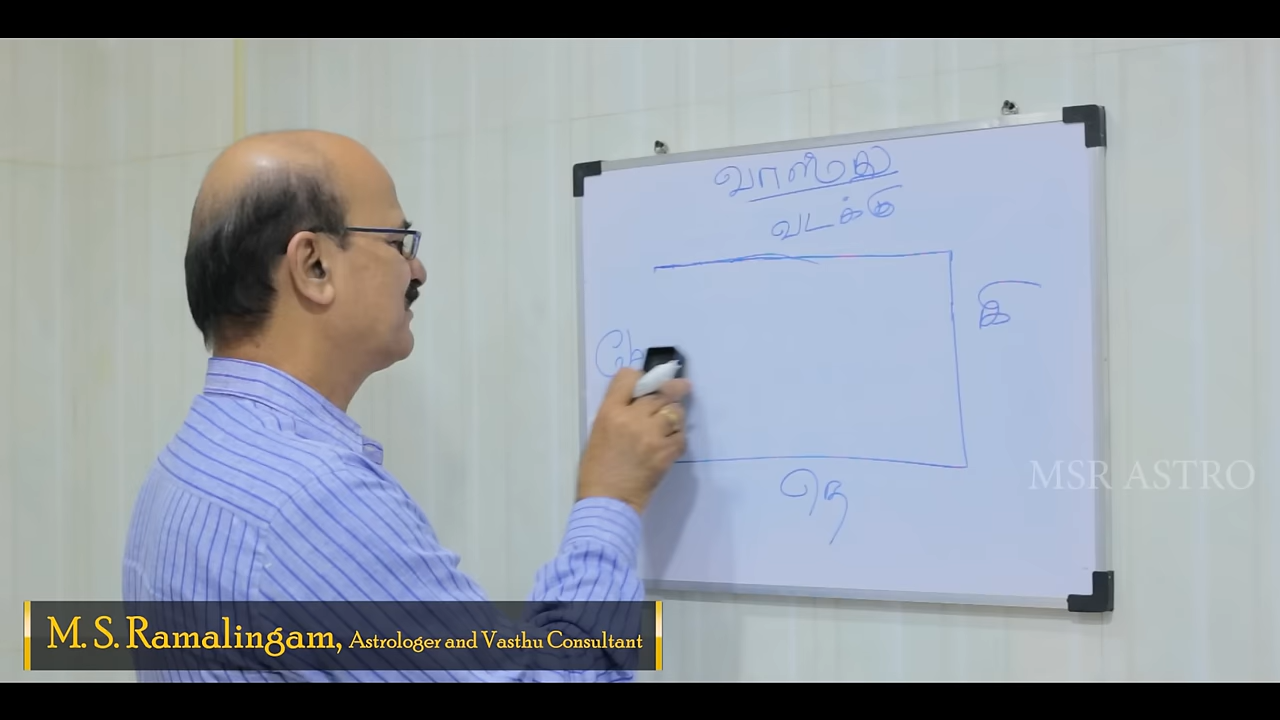 வாஸ்து
வடக்கு
கி
மே
தெ
MSR ASTRO
M. S. Ramalingam, Astrologer and Vasthu Consultant